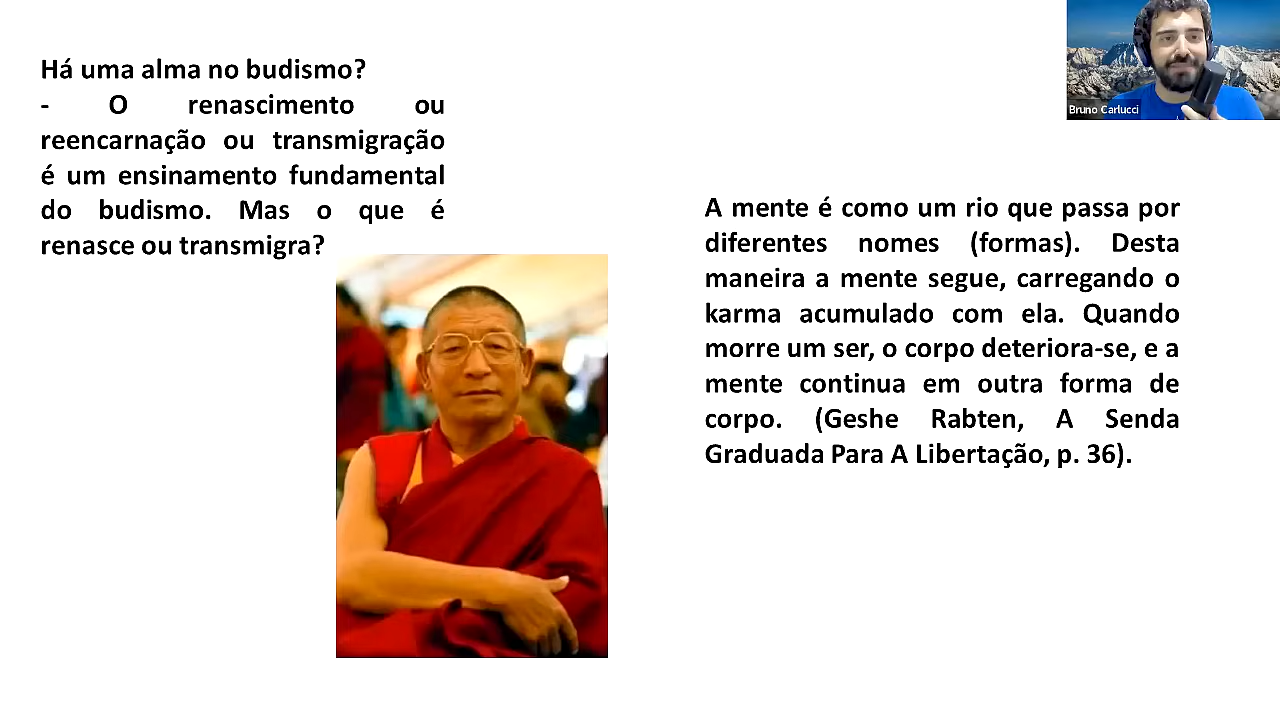 Há uma alma no budismo?
- O renascimento ou
reencarnação ou transmigração
é um ensinamento fundamental
do budismo. Mas o que é
renasce ou transmigra?
A mente é como um rio que passa por
diferentes nomes (formas). Desta
maneira a mente segue, carregando o
karma acumulado com ela. Quando
morre um ser, o corpo deteriora-se, e a
mente continua em outra forma de
corpo. (Geshe Rabten, A Senda
Graduada Para A Libertação, p. 36).
Bruno Carlucci